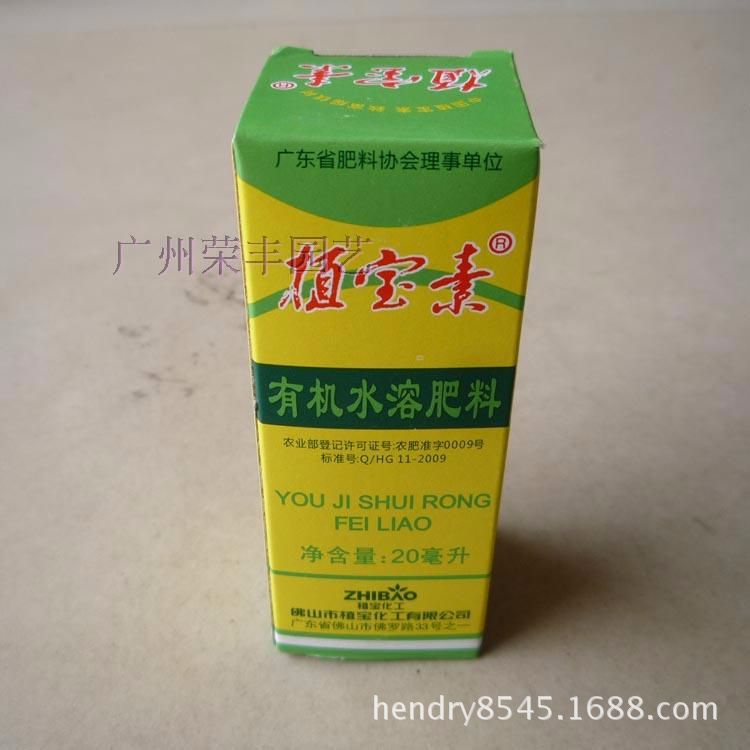 植宝素®
广东省肥料协会理事单位
广州荣丰园艺
植宝素®
有机水溶肥料
农业部登记许可证号:农肥准字0009号
标准号:Q/HG 11-2009
YOU JI SHUI RONG
FEI LIAO
净含量:20毫升
ZHIBAO
植宝化工
佛山市植宝化工有限公司
广东省佛山市佛罗路33号之一
hendry8545.1688.com